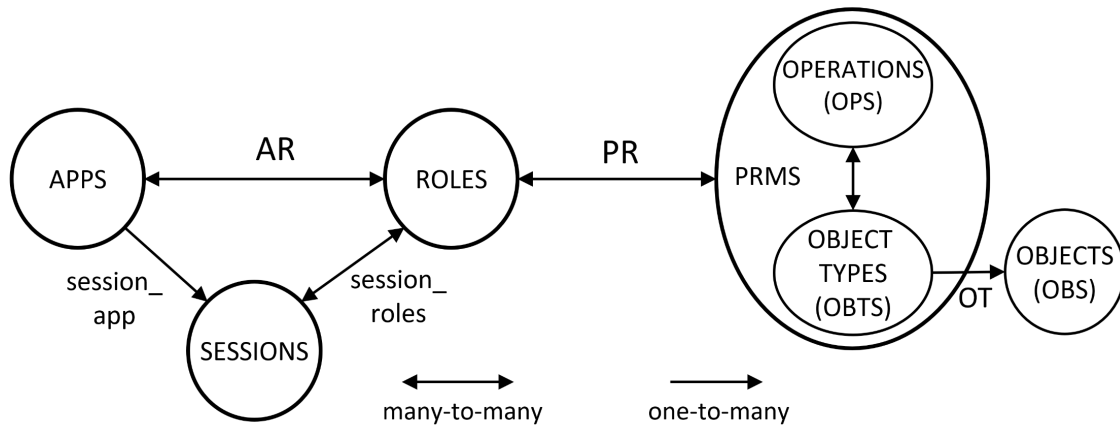 OPERATIONS
(OPS)
AR
PR
APPS
ROLES
PRMS
OBJECT
TYPES
(OBTS)
OBJECTS
(OBS)
OT
session_
app
session_
roles
SESSIONS
many-to-many
one-to-many